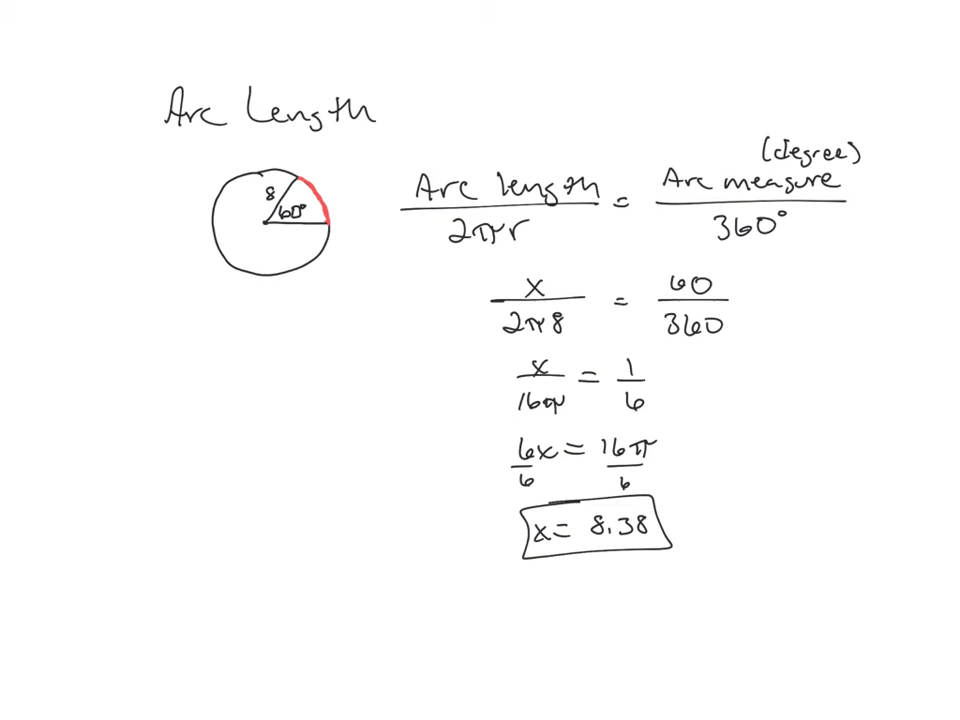 Arc Length
8
60°
(degree)
Arc length / 2πr = Arc measure / 360°
x / 2π8 = 60 / 360
x / 16π = 1 / 6
6x / 6 = 16π / 6
x = 8.38